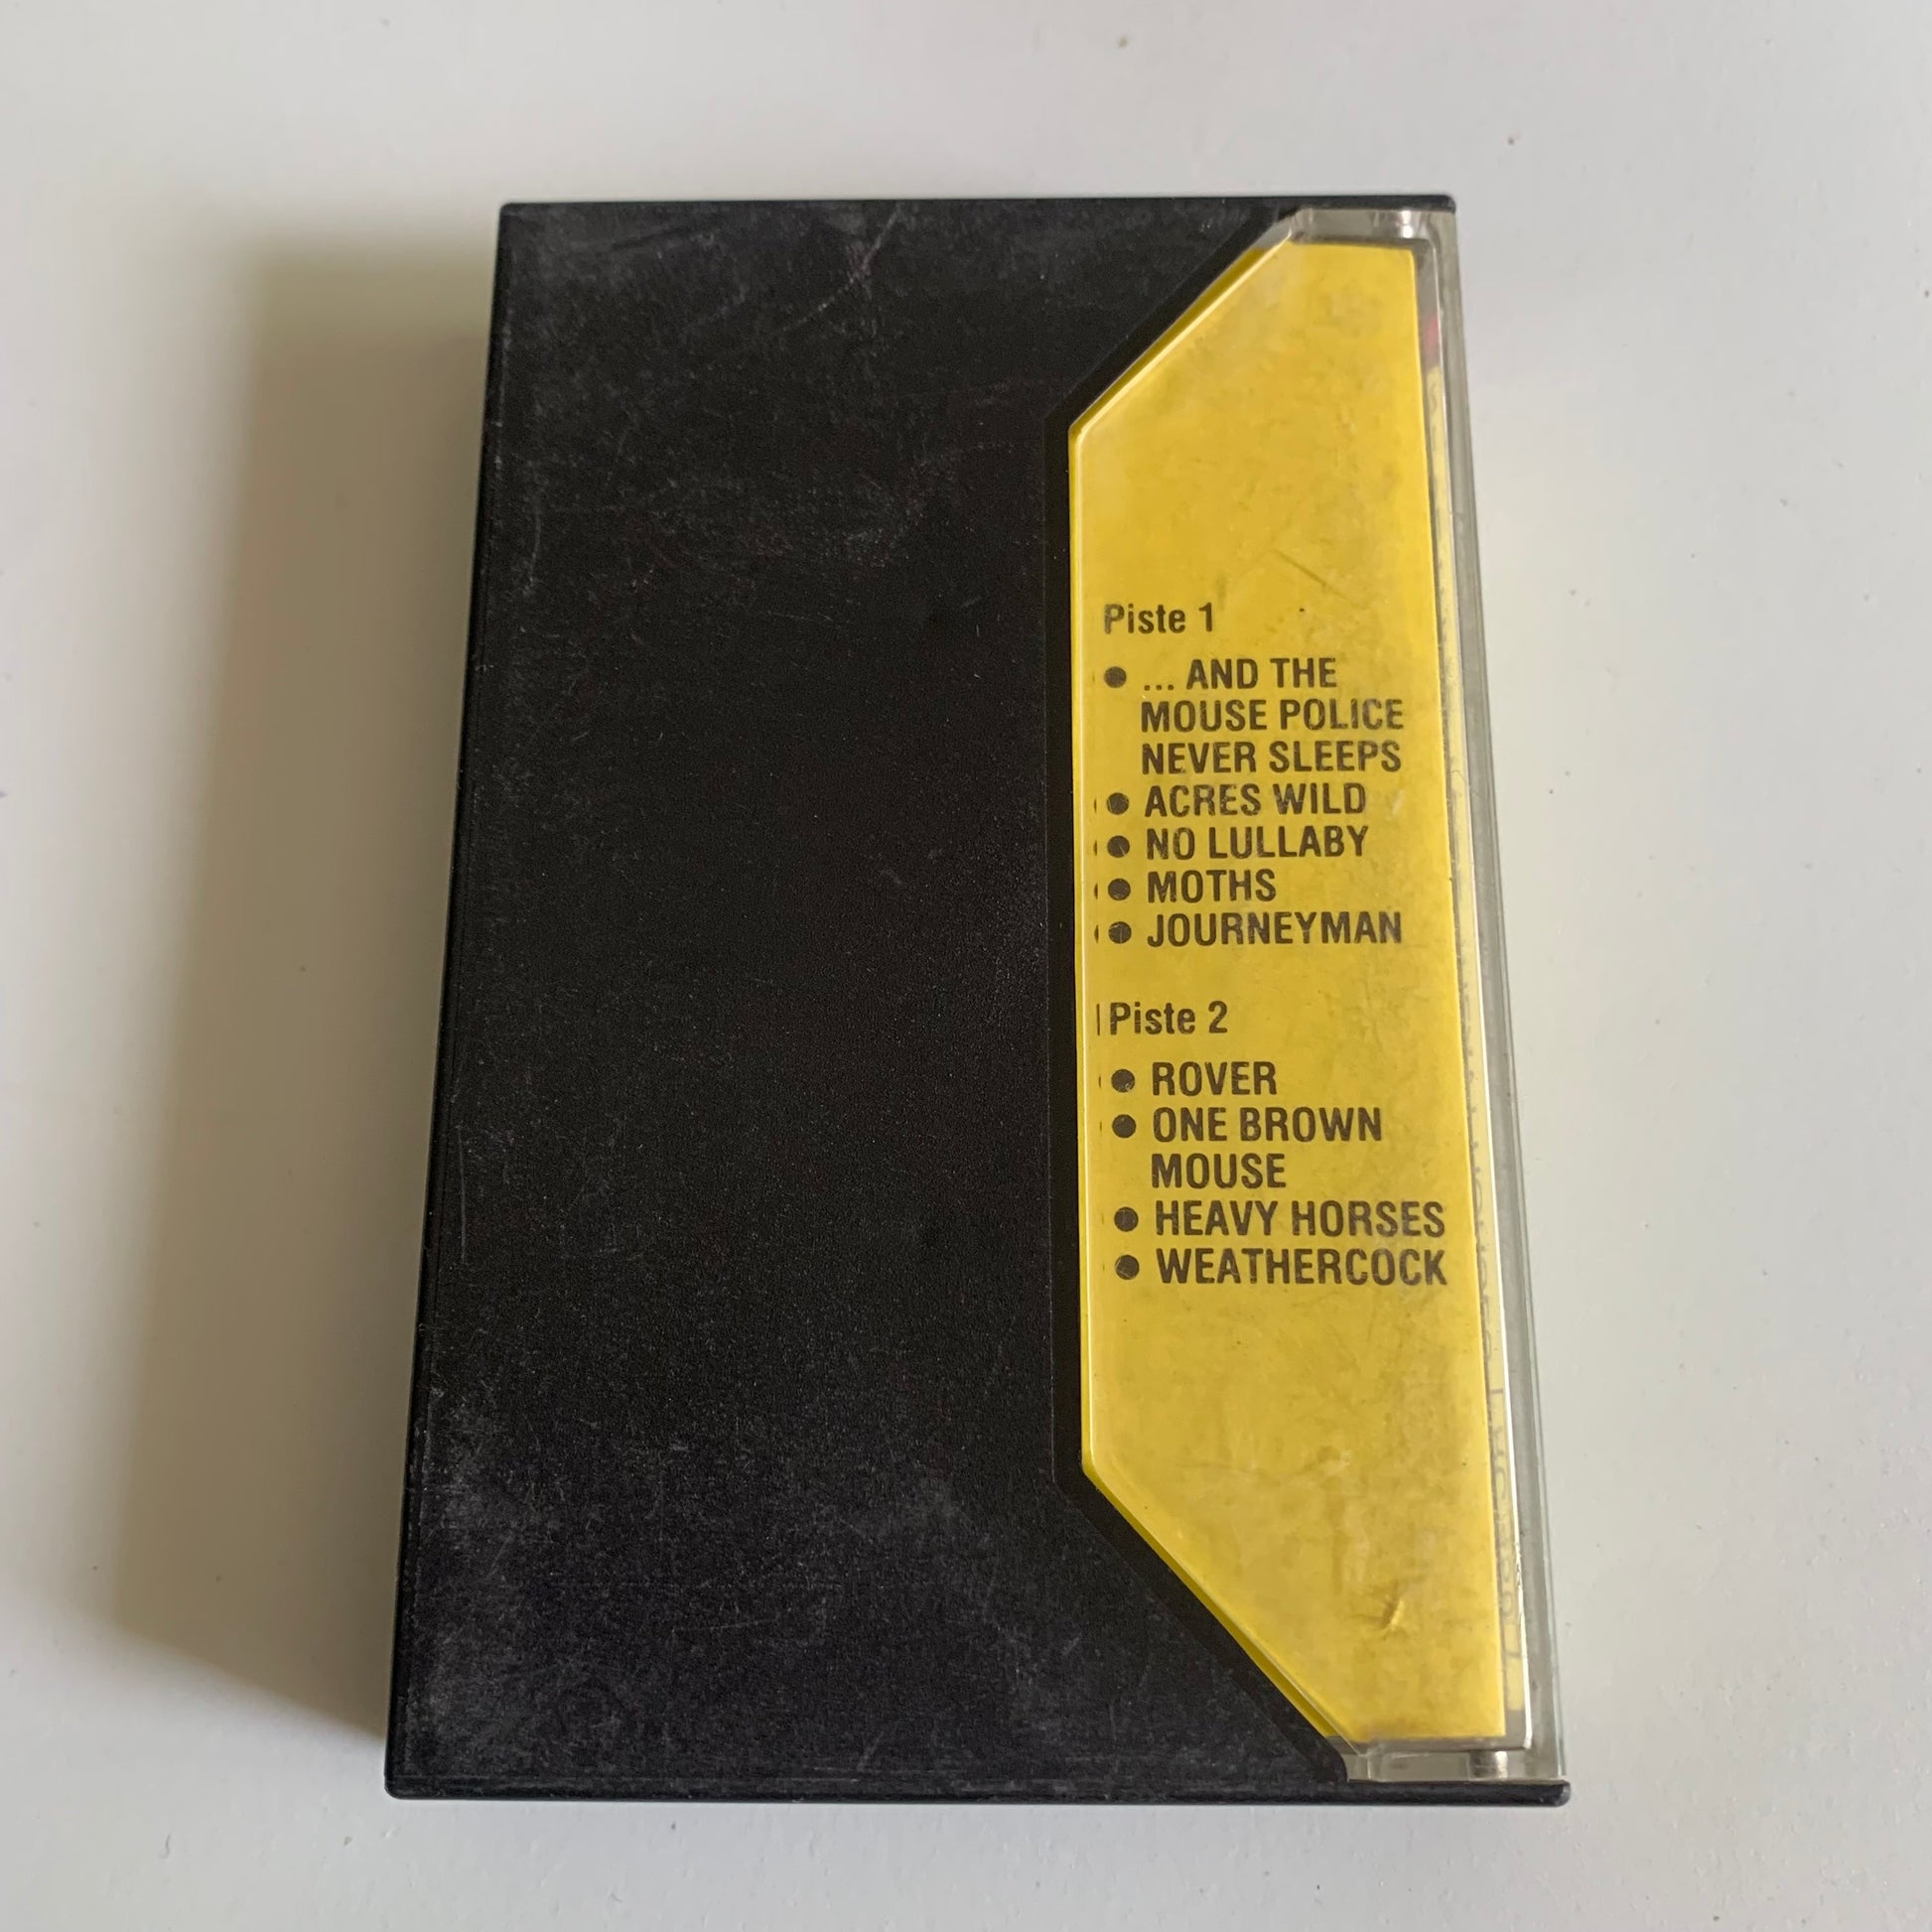 Piste 1
● ... AND THE
MOUSE POLICE
NEVER SLEEPS
● ACRES WILD
● NO LULLABY
● MOTHS
● JOURNEYMAN
Piste 2
● ROVER
● ONE BROWN
MOUSE
● HEAVY HORSES
● WEATHERCOCK